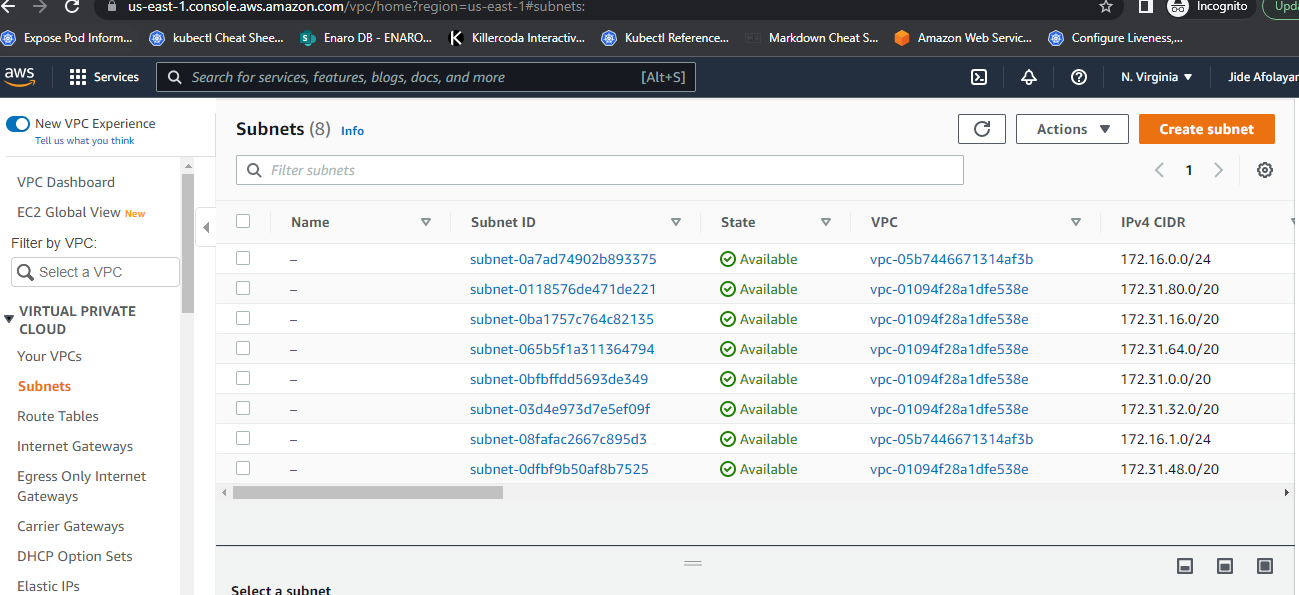 us-east-1.console.aws.amazon.com/vpc/home?region=us-east-1#subnets:
Incognito
Upda
Expose Pod Inform...
kubectl Cheat Shee...
Enaro DB - ENARO...
Killercoda Interactiv...
Kubectl Reference...
Markdown Cheat S...
Amazon Web Servic...
Configure Liveness,...
aws
Services
Search for services, features, blogs, docs, and more
[Alt+S]
N. Virginia
Jide Afolayan
New VPC Experience
Tell us what you think
VPC Dashboard
EC2 Global View New
Filter by VPC:
Select a VPC
VIRTUAL PRIVATE
CLOUD
Your VPCs
Subnets
Route Tables
Internet Gateways
Egress Only Internet
Gateways
Carrier Gateways
DHCP Option Sets
Elastic IPs
Subnets (8) Info
Actions
Create subnet
Filter subnets
1
Name Subnet ID State VPC IPv4 CIDR
– subnet-0a7ad74902b893375 Available vpc-05b7446671314af3b 172.16.0.0/24
– subnet-0118576de471de221 Available vpc-01094f28a1dfe538e 172.31.80.0/20
– subnet-0ba1757c764c82135 Available vpc-01094f28a1dfe538e 172.31.16.0/20
– subnet-065b5f1a311364794 Available vpc-01094f28a1dfe538e 172.31.64.0/20
– subnet-0bfbffdd5693de349 Available vpc-01094f28a1dfe538e 172.31.0.0/20
– subnet-03d4e973d7e5ef09f Available vpc-01094f28a1dfe538e 172.31.32.0/20
– subnet-08fafac2667c895d3 Available vpc-05b7446671314af3b 172.16.1.0/24
– subnet-0dfbf9b50af8b7525 Available vpc-01094f28a1dfe538e 172.31.48.0/20
Select a subnet